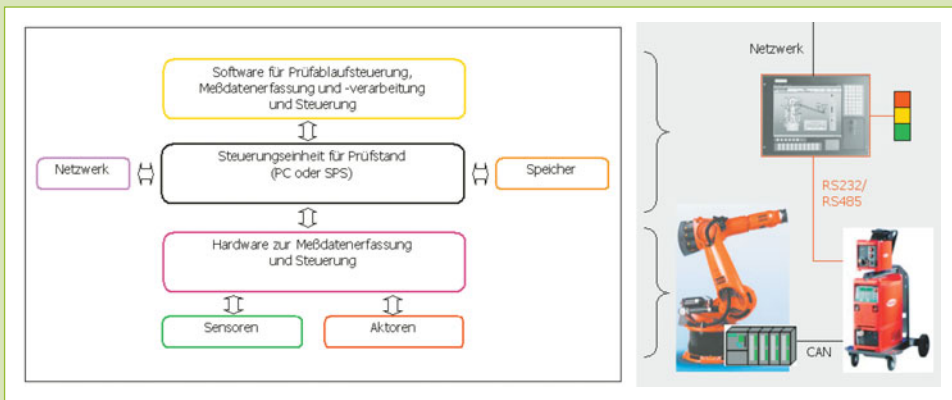 Software für Prüfablaufsteuerung,
Meßdatenerfassung und -verarbeitung
und Steuerung
Netzwerk
Steuerungseinheit für Prüfstand
(PC oder SPS)
Speicher
Hardware zur Meßdatenerfassung
und Steuerung
Sensoren
Aktoren
Netzwerk
RS232/
RS485
CAN